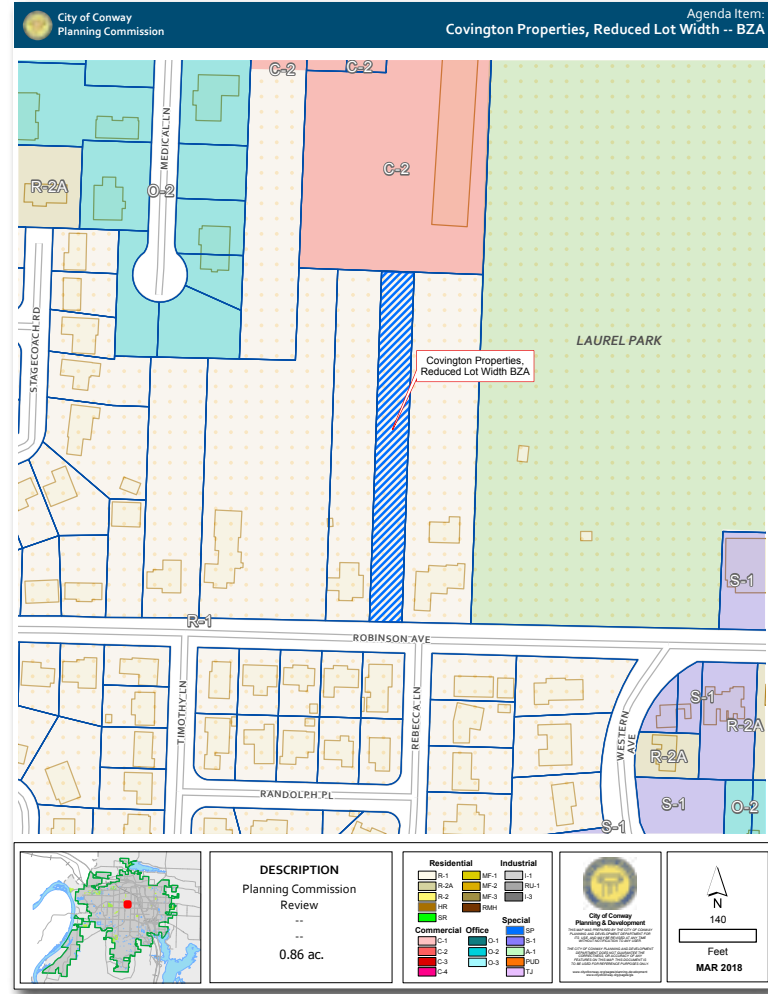 City of Conway
Planning Commission
Agenda Item:
Covington Properties, Reduced Lot Width -- BZA
C-2
C-2
C-2
MEDICAL LN
R-2A
O-2
STAGECOACH RD
LAUREL PARK
Covington Properties,
Reduced Lot Width BZA
S-1
R-1
ROBINSON AVE
TIMOTHY LN
REBECCA LN
WESTERN
AVE
S-1
R-2A
R-2A
RANDOLPH PL
S-1
O-2
S-1
DESCRIPTION
Planning Commission
Review
--
--
0.86 ac.
Residential
R-1
R-2A
R-2
HR
SR
MF-1
MF-2
MF-3
RMH
Industrial
I-1
RU-1
I-3
Commercial
C-1
C-2
C-3
C-4
Office
O-1
O-2
O-3
Special
SP
S-1
A-1
PUD
TJ
City of Conway
Planning & Development
N
140
Feet
MAR 2018